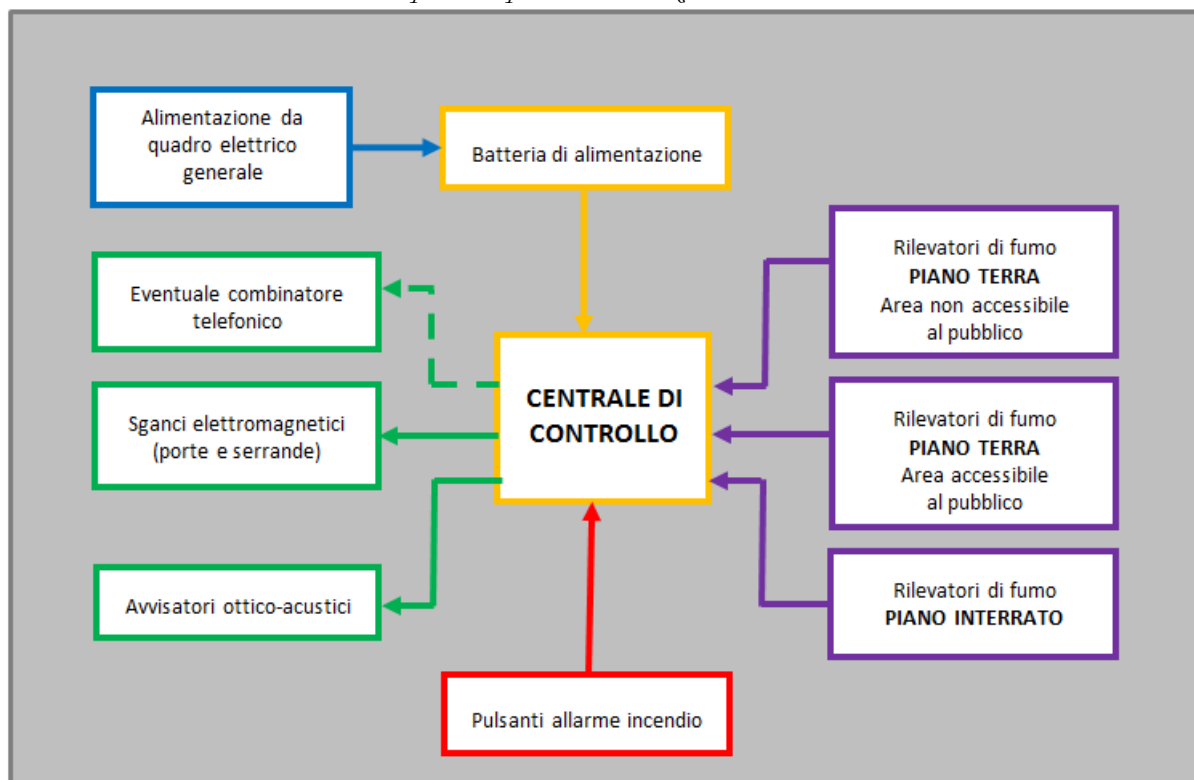 Alimentazione da
quadro elettrico
generale
Batteria di alimentazione
Rilevatori di fumo
PIANO TERRA
Area non accessibile
al pubblico
Eventuale combinatore
telefonico
CENTRALE DI
CONTROLLO
Sganci elettromagnetici
(porte e serrande)
Rilevatori di fumo
PIANO TERRA
Area accessibile
al pubblico
Avvisatori ottico-acustici
Rilevatori di fumo
PIANO INTERRATO
Pulsanti allarme incendio